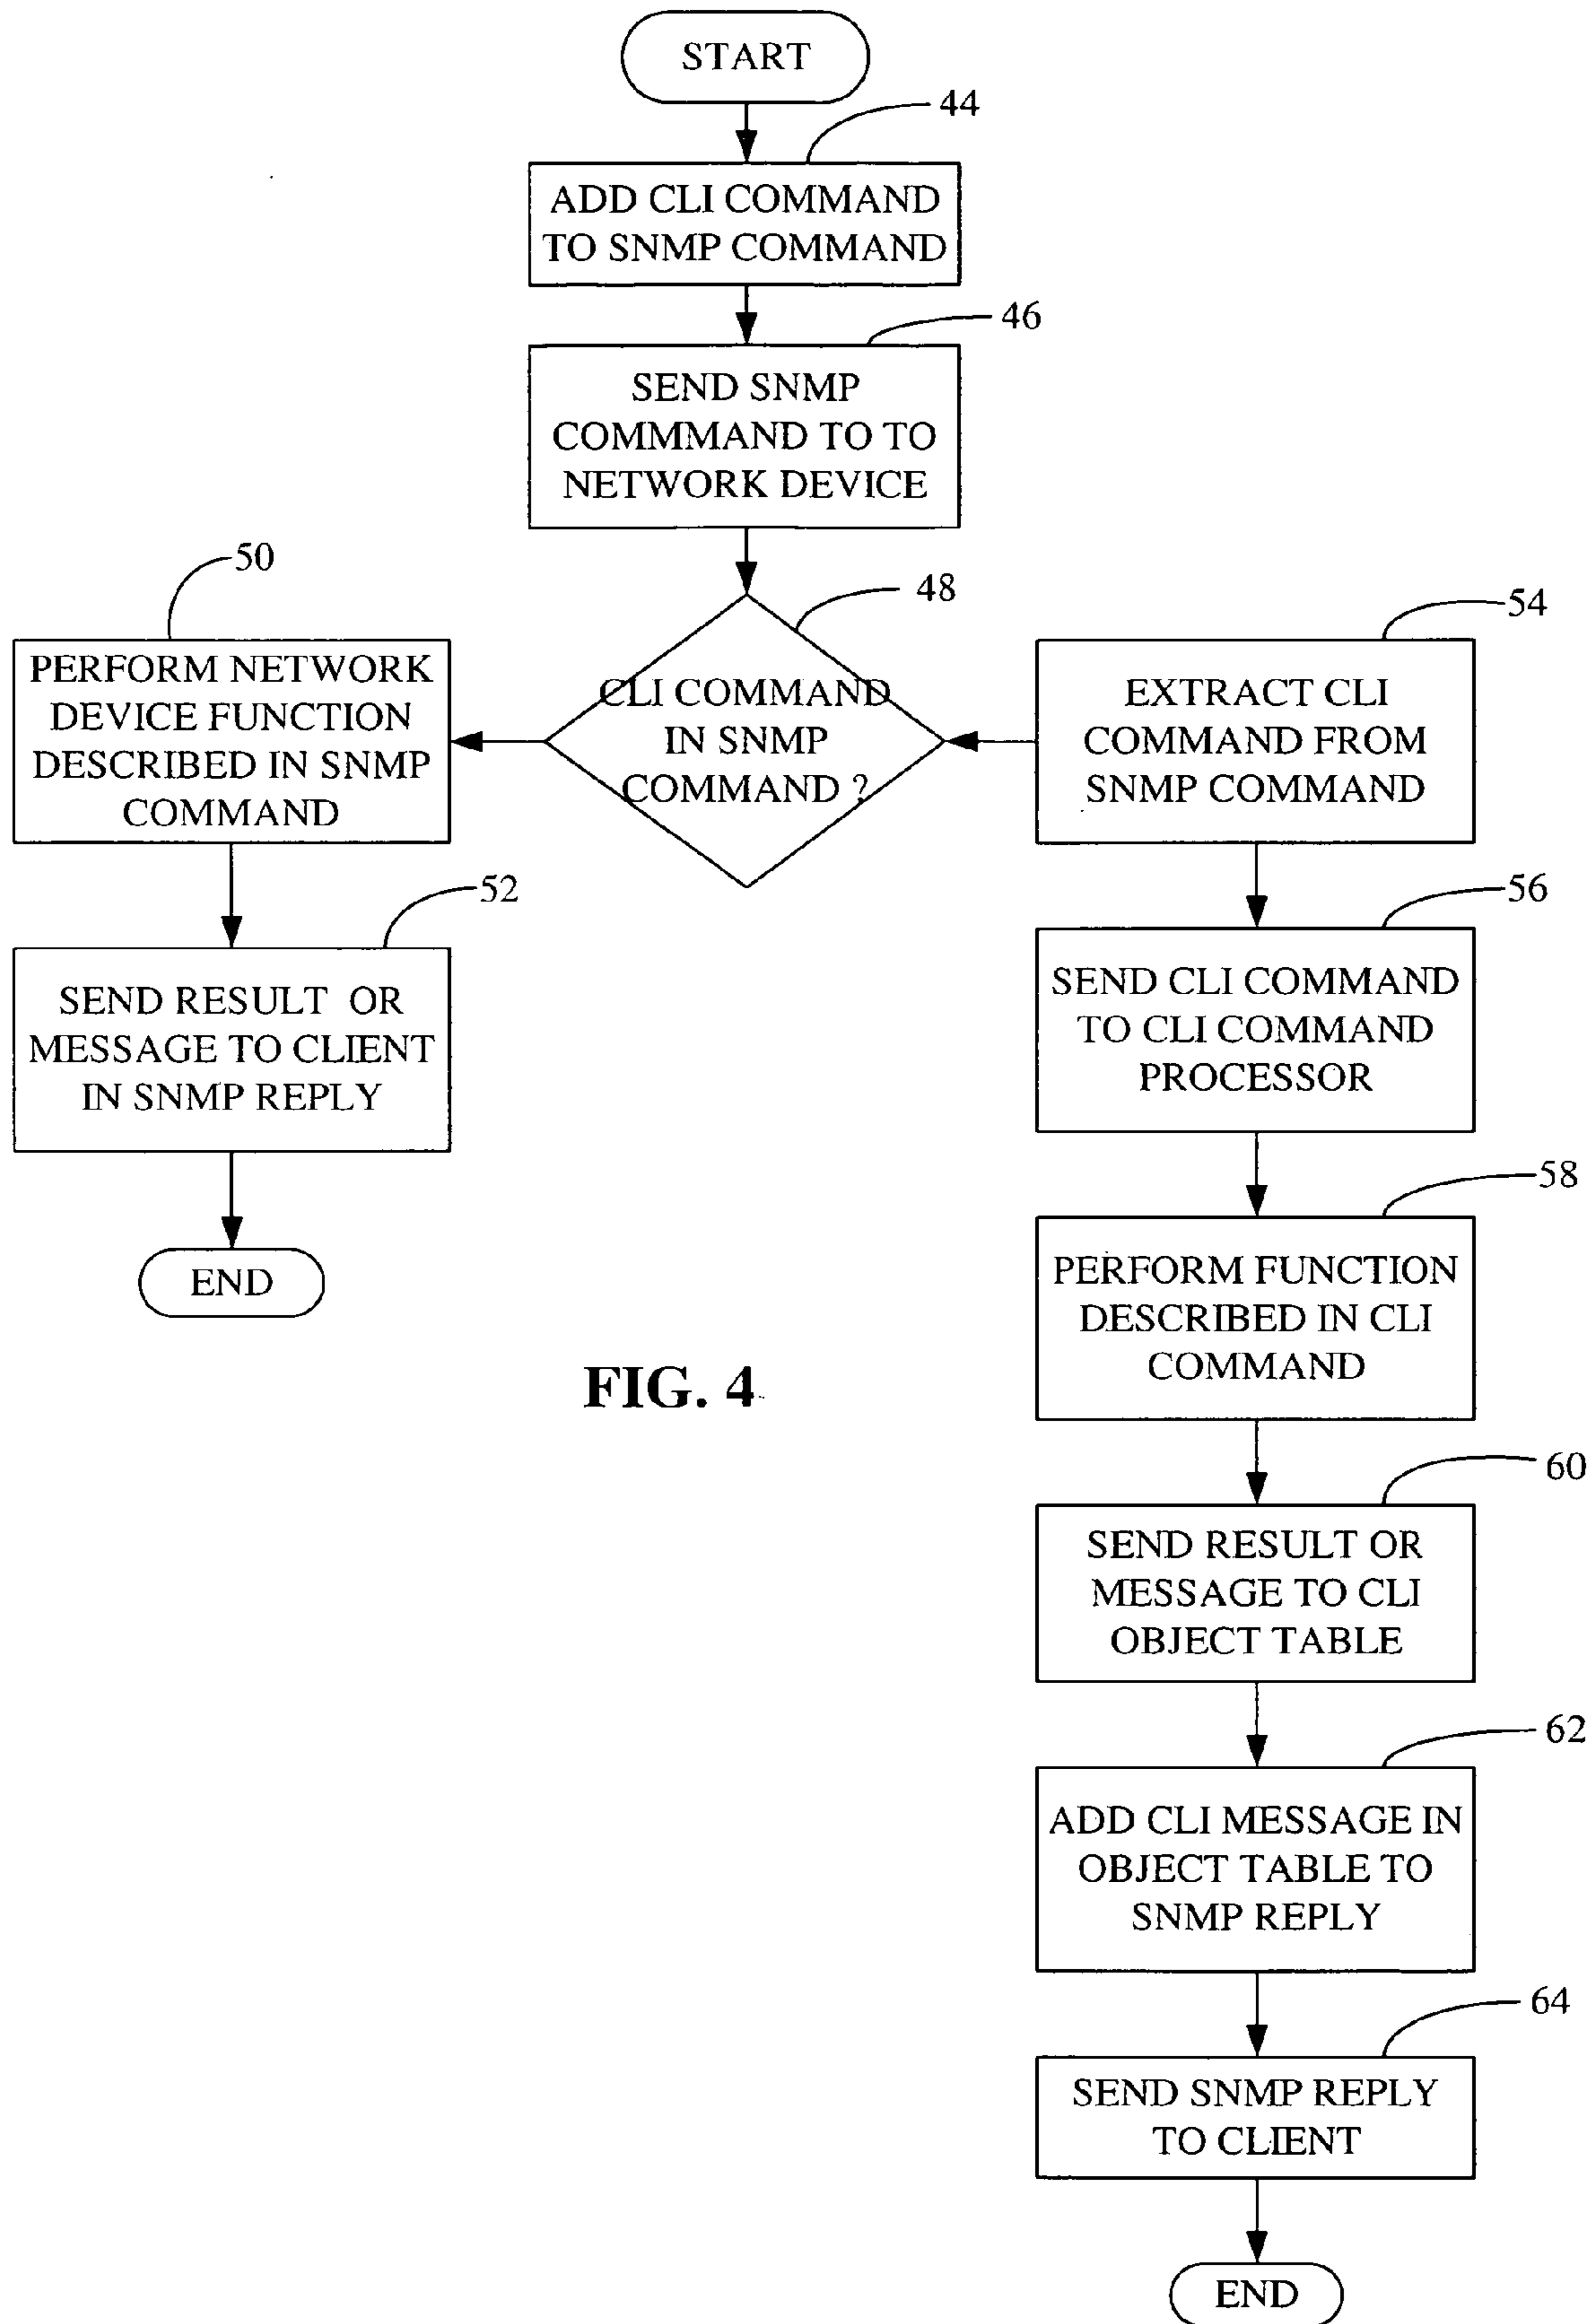 START
44
ADD CLI COMMAND
TO SNMP COMMAND
46
SEND SNMP
COMMMAND TO TO
NETWORK DEVICE
48
CLI COMMAND
IN SNMP
COMMAND ?
50
PERFORM NETWORK
DEVICE FUNCTION
DESCRIBED IN SNMP
COMMAND
52
SEND RESULT OR
MESSAGE TO CLIENT
IN SNMP REPLY
END
54
EXTRACT CLI
COMMAND FROM
SNMP COMMAND
56
SEND CLI COMMAND
TO CLI COMMAND
PROCESSOR
58
PERFORM FUNCTION
DESCRIBED IN CLI
COMMAND
60
SEND RESULT OR
MESSAGE TO CLI
OBJECT TABLE
62
ADD CLI MESSAGE IN
OBJECT TABLE TO
SNMP REPLY
64
SEND SNMP REPLY
TO CLIENT
END
FIG. 4